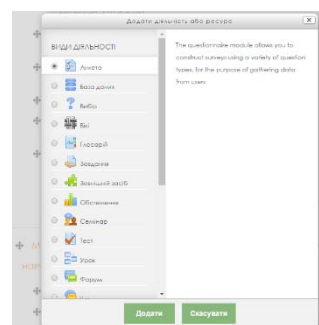 Додати діяльність або ресурс
ВИДИ ДІЯЛЬНОСТІ
Анкета
База даних
Вибір
Вікі
Глосарій
Завдання
Зовнішній засіб
Обстеження
Семінар
Тест
Урок
Форум
The questionnaire module allows you to
construct surveys using a variety of question
types, for the purpose of gathering data
from users.
Додати
Скасувати